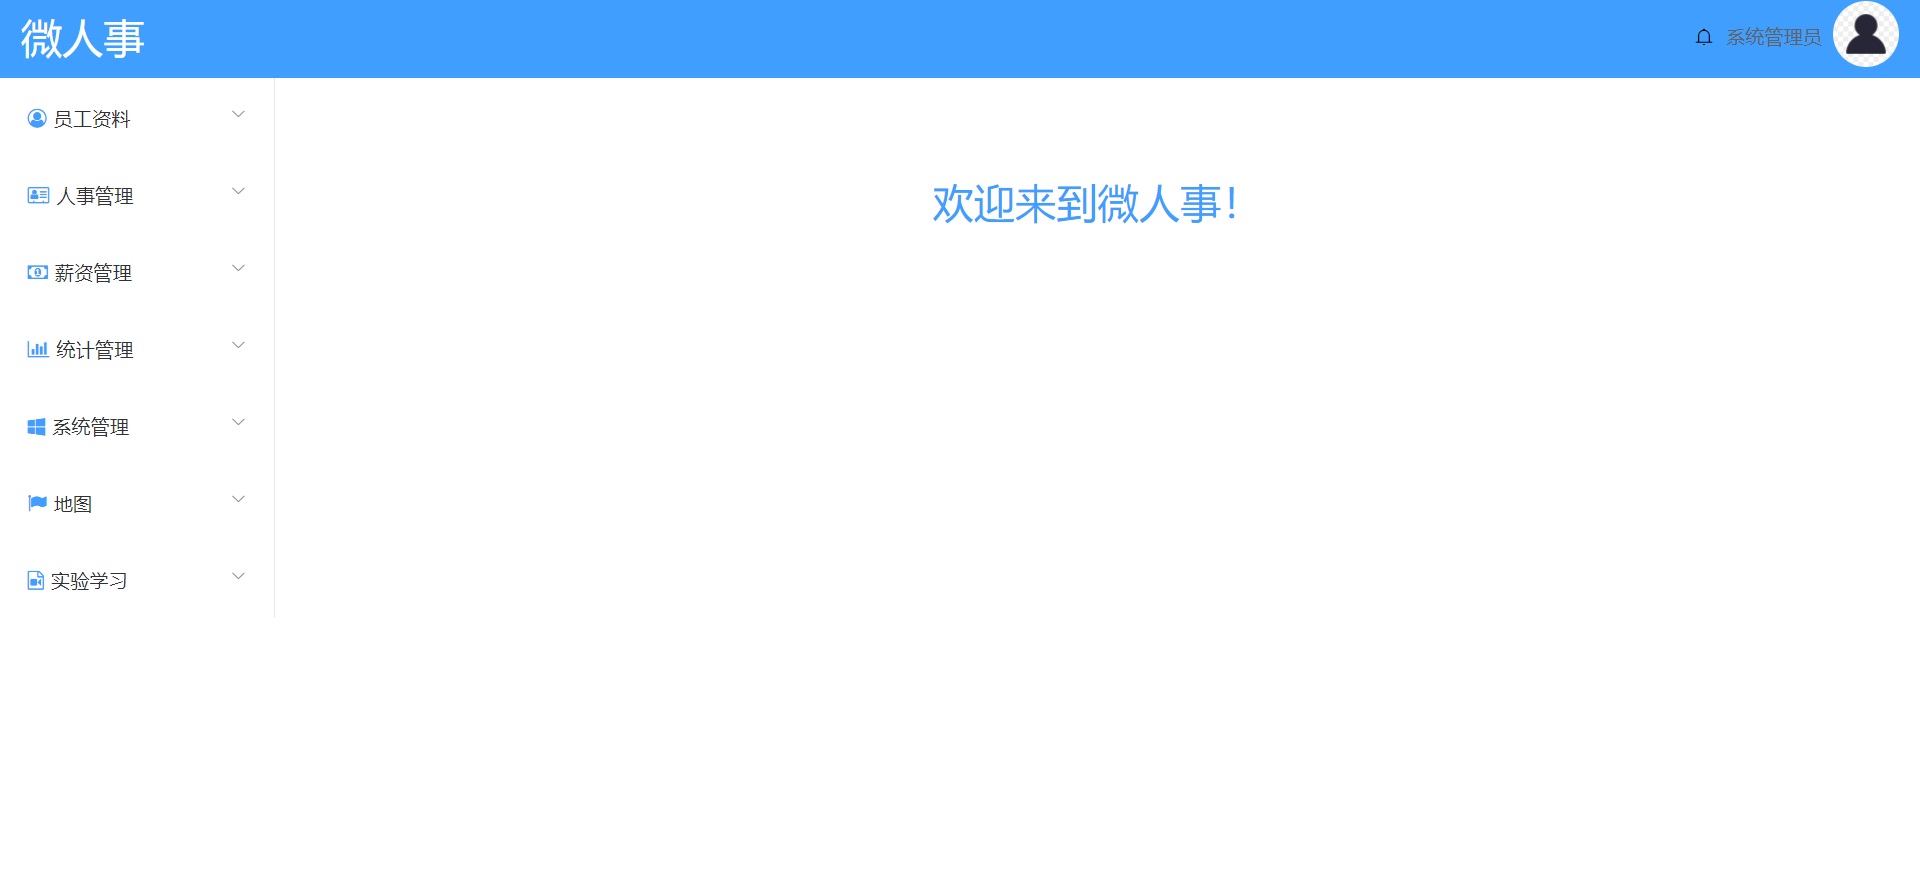 微人事
系统管理员
员工资料
人事管理
薪资管理
统计管理
系统管理
地图
实验学习
欢迎来到微人事!